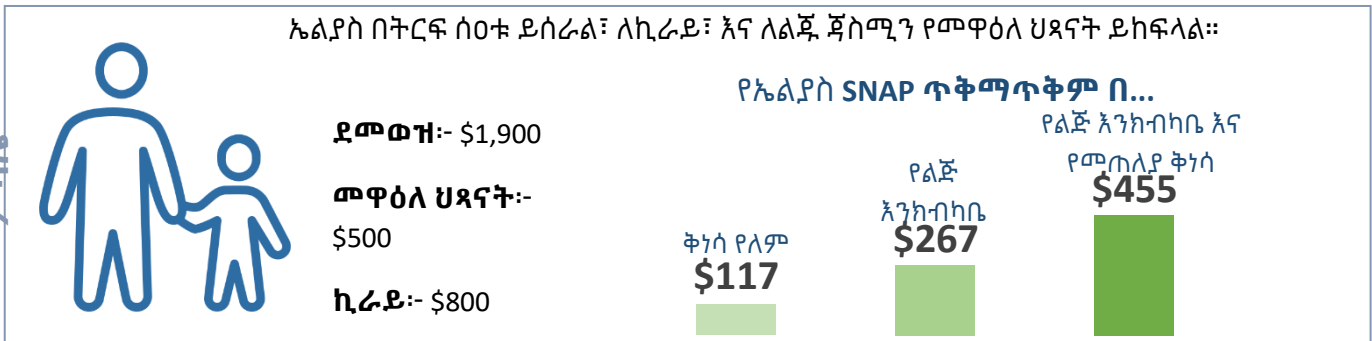 ኤልያስ በትርፍ ሰዐቱ ይሰራል፣ ለኪራይ፣ እና ለልጁ ጃስሚን የመዋዕለ ህጻናት ይከፍላል።
ደመወዝ፡- $1,900
መዋዕለ ህጻናት፡-
$500
ኪራይ፡- $800
የኤልያስ SNAP ጥቅማጥቅም በ...
ቅነሳ የለም
$117
የልጅ
እንክብካቤ
$267
የልጅ እንክብካቤ እና
የመጠለያ ቅነሳ
$455